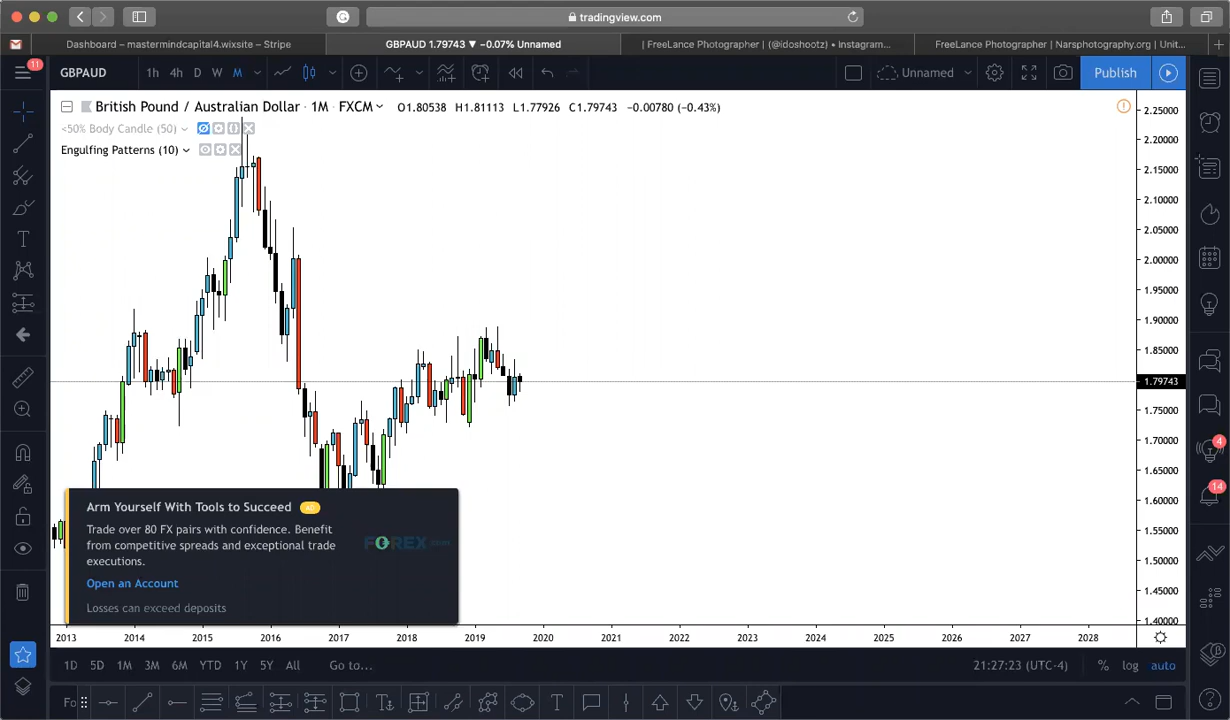 tradingview.com
Dashboard – mastermindcapital4.wixsite – Stripe
GBPAUD 1.79743 ▼ −0.07% Unnamed
| FreeLance Photographer | (@idoshootz) • Instagram...
FreeLance Photographer | Narsphotography.org | Unit...
11
GBPAUD
1h 4h D W M
Unnamed
Publish
British Pound / Australian Dollar · 1M · FXCM
O1.80538 H1.81113 L1.77926 C1.79743 −0.00780 (−0.43%)
<50% Body Candle (50)
Engulfing Patterns (10)
2.25000
2.20000
2.15000
2.10000
2.05000
2.00000
1.95000
1.90000
1.85000
1.79743
1.75000
1.70000
1.65000
1.60000
1.55000
1.50000
1.45000
1.40000
4
14
Arm Yourself With Tools to Succeed AD
Trade over 80 FX pairs with confidence. Benefit
from competitive spreads and exceptional trade
executions.
FOREX.com
Open an Account
Losses can exceed deposits
2013 2014 2015 2016 2017 2018 2019 2020 2021 2022 2023 2024 2025 2026 2027 2028
1D 5D 1M 3M 6M YTD 1Y 5Y All Go to...
21:27:23 (UTC-4) % log auto
Fo